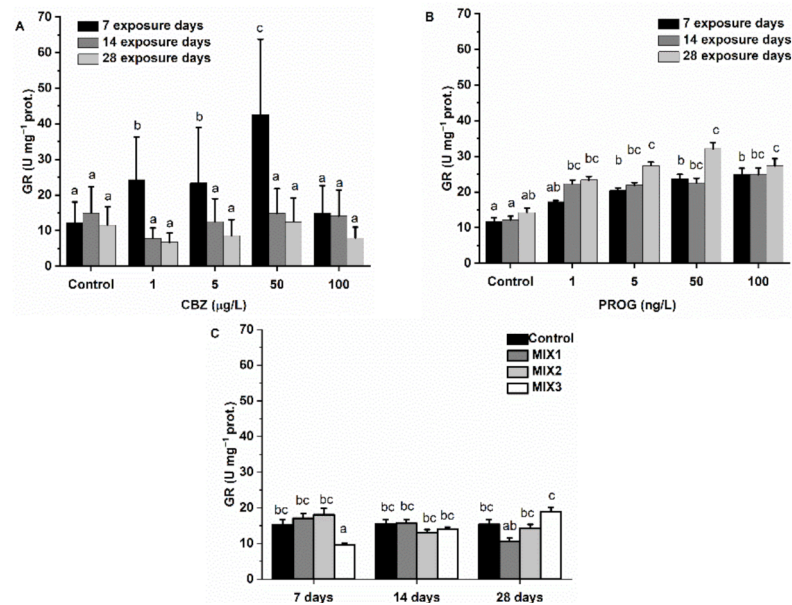 A
70
7 exposure days
60
14 exposure days
28 exposure days
50
40
30
20
10
0
GR (U mg⁻¹ prot.)
a a a
b a a
b a a
c a a
a a a
Control 1 5 50 100
CBZ (µg/L)
B
70
7 exposure days
60
14 exposure days
28 exposure days
50
40
30
20
10
0
GR (U mg⁻¹ prot.)
a a ab
ab bc bc
b bc c
b bc c
b bc c
Control 1 5 50 100
PROG (ng/L)
C
70
Control
60
MIX1
MIX2
50
MIX3
40
30
20
10
0
GR (U mg⁻¹ prot.)
bc bc bc a
bc bc bc bc
bc ab bc c
7 days 14 days 28 days